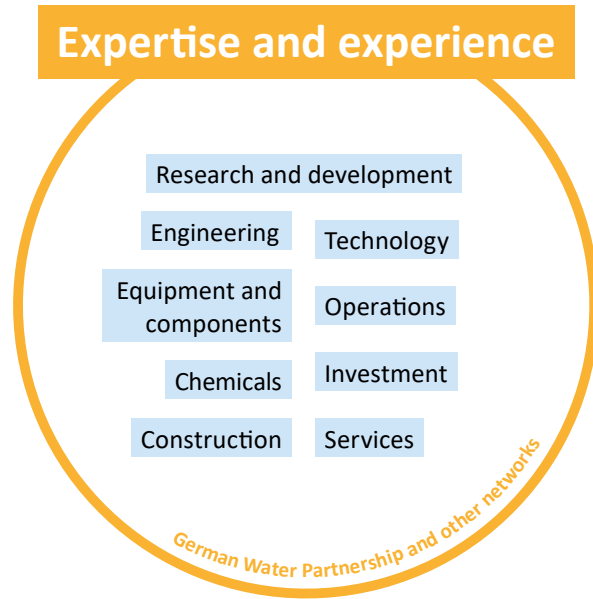 Expertise and experience
Research and development
Engineering
Technology
Equipment and
components
Operations
Chemicals
Investment
Construction
Services
German Water Partnership and other networks